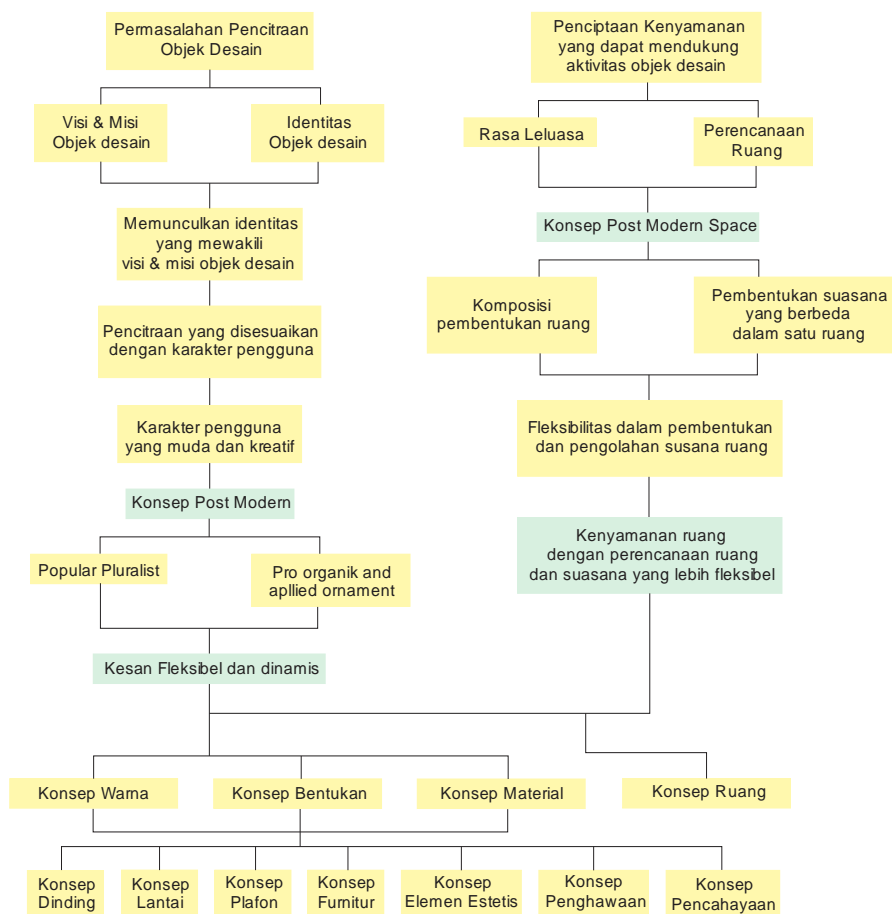 Permasalahan Pencitraan
Objek Desain
Visi & Misi
Objek desain
Identitas
Objek desain
Memunculkan identitas
yang mewakili
visi & misi objek desain
Pencitraan yang disesuaikan
dengan karakter pengguna
Karakter pengguna
yang muda dan kreatif
Konsep Post Modern
Popular Pluralist
Pro organik and
apllied ornament
Kesan Fleksibel dan dinamis
Penciptaan Kenyamanan
yang dapat mendukung
aktivitas objek desain
Rasa Leluasa
Perencanaan
Ruang
Konsep Post Modern Space
Komposisi
pembentukan ruang
Pembentukan suasana
yang berbeda
dalam satu ruang
Fleksibilitas dalam pembentukan
dan pengolahan susana ruang
Kenyamanan ruang
dengan perencanaan ruang
dan suasana yang lebih fleksibel
Konsep Warna
Konsep Bentukan
Konsep Material
Konsep Ruang
Konsep
Dinding
Konsep
Lantai
Konsep
Plafon
Konsep
Furnitur
Konsep
Elemen Estetis
Konsep
Penghawaan
Konsep
Pencahayaan